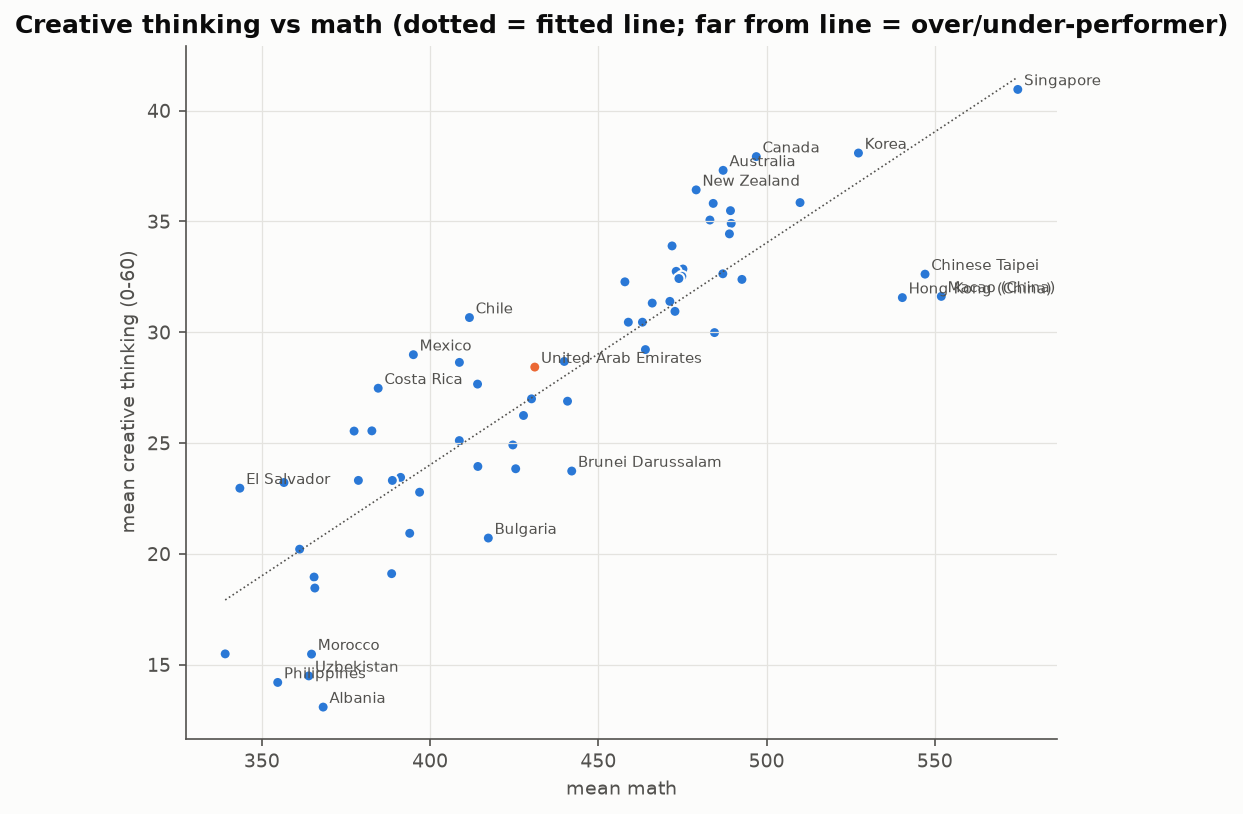 Creative thinking vs math (dotted = fitted line; far from line = over/under-performer)
Singapore
40
Canada
Korea
Australia
New Zealand
35
Chinese Taipei
Hong Kong (China)
Macao (China)
Chile
30
Mexico
United Arab Emirates
Costa Rica
mean creative thinking (0-60)
25
Brunei Darussalam
El Salvador
Bulgaria
20
Morocco
15
Uzbekistan
Philippines
Albania
350
400
450
500
550
mean math